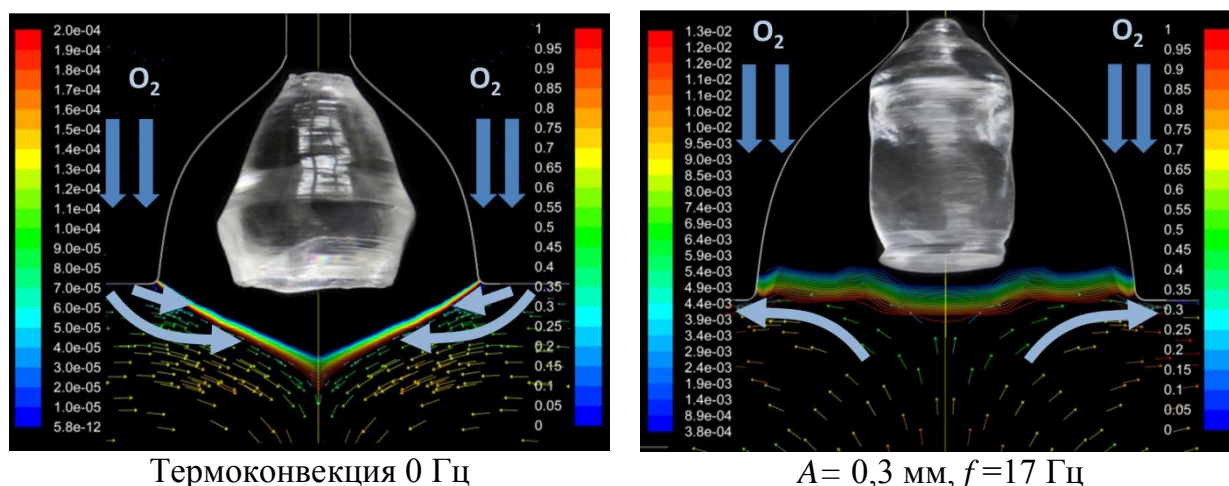 2.0e-04
1.9e-04
1.8e-04
1.7e-04
1.6e-04
1.5e-04
1.4e-04
1.3e-04
1.2e-04
1.1e-04
1.0e-04
9.0e-05
8.0e-05
7.0e-05
6.0e-05
5.0e-05
4.0e-05
3.0e-05
2.0e-05
1.0e-05
5.8e-12
O₂
O₂
1
0.95
0.9
0.85
0.8
0.75
0.7
0.65
0.6
0.55
0.5
0.45
0.4
0.35
0.3
0.25
0.2
0.15
0.1
0.05
0
Термоконвекция 0 Гц
1.3e-02
1.2e-02
1.2e-02
1.1e-02
1.1e-02
1.0e-02
1.0e-02
9.5e-03
9.0e-03
8.4e-03
7.9e-03
7.4e-03
6.9e-03
6.4e-03
5.9e-03
5.4e-03
4.9e-03
4.4e-03
3.9e-03
3.4e-03
2.9e-03
2.4e-03
1.9e-03
1.4e-03
8.9e-04
3.8e-04
O₂
O₂
1
0.95
0.9
0.85
0.8
0.75
0.7
0.65
0.6
0.55
0.5
0.45
0.4
0.35
0.3
0.25
0.2
0.15
0.1
0.05
0
A= 0,3 мм, f =17 Гц